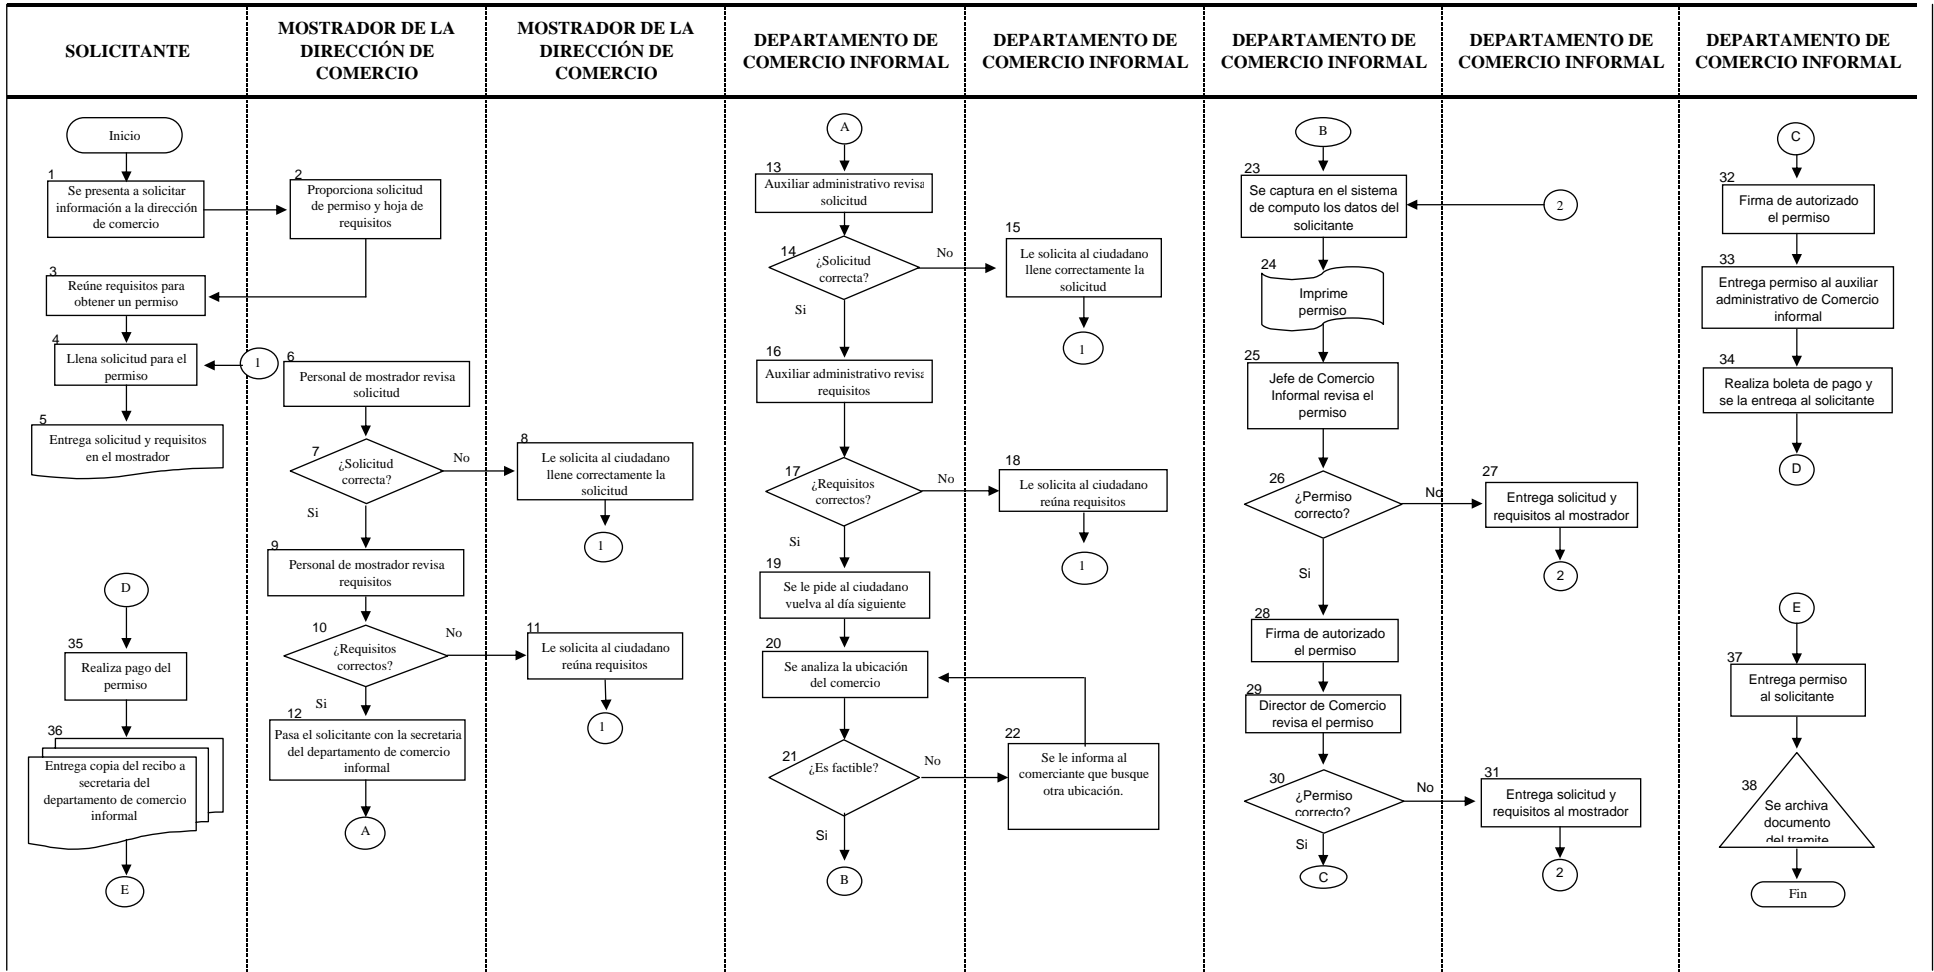 SOLICITANTE
MOSTRADOR DE LA
DIRECCIÓN DE
COMERCIO
MOSTRADOR DE LA
DIRECCIÓN DE
COMERCIO
DEPARTAMENTO DE
COMERCIO INFORMAL
DEPARTAMENTO DE
COMERCIO INFORMAL
DEPARTAMENTO DE
COMERCIO INFORMAL
DEPARTAMENTO DE
COMERCIO INFORMAL
DEPARTAMENTO DE
COMERCIO INFORMAL
Inicio
1
Se presenta a solicitar
información a la dirección
de comercio
3
Reúne requisitos para
obtener un permiso
4
Llena solicitud para el
permiso
1
5
Entrega solicitud y requisitos
en el mostrador
D
35
Realiza pago del
permiso
36
Entrega copia del recibo a
secretaria del
departamento de comercio
informal
E
2
Proporciona solicitud
de permiso y hoja de
requisitos
6
Personal de mostrador revisa
solicitud
7
¿Solicitud
correcta?
No
Si
9
Personal de mostrador revisa
requisitos
10
¿Requisitos
correctos?
No
Si
12
Pasa el solicitante con la secretaria
del departamento de comercio
informal
A
8
Le solicita al ciudadano
llene correctamente la
solicitud
1
11
Le solicita al ciudadano
reúna requisitos
1
A
13
Auxiliar administrativo revisa
solicitud
14
¿Solicitud
correcta?
No
Si
16
Auxiliar administrativo revisa
requisitos
17
¿Requisitos
correctos?
No
Si
19
Se le pide al ciudadano
vuelva al día siguiente
20
Se analiza la ubicación
del comercio
21
¿Es factible?
No
Si
B
15
Le solicita al ciudadano
llene correctamente la
solicitud
1
18
Le solicita al ciudadano
reúna requisitos
1
22
Se le informa al
comerciante que busque
otra ubicación.
B
23
Se captura en el sistema
de computo los datos del
solicitante
24
Imprime
permiso
25
Jefe de Comercio
Informal revisa el
permiso
26
¿Permiso
correcto?
No
Si
28
Firma de autorizado
el permiso
29
Director de Comercio
revisa el permiso
30
¿Permiso
correcto?
No
Si
C
2
27
Entrega solicitud y
requisitos al mostrador
2
31
Entrega solicitud y
requisitos al mostrador
2
C
32
Firma de autorizado
el permiso
33
Entrega permiso al auxiliar
administrativo de Comercio
informal
34
Realiza boleta de pago y
se la entrega al solicitante
D
E
37
Entrega permiso
al solicitante
38
Se archiva
documento
del tramite
Fin